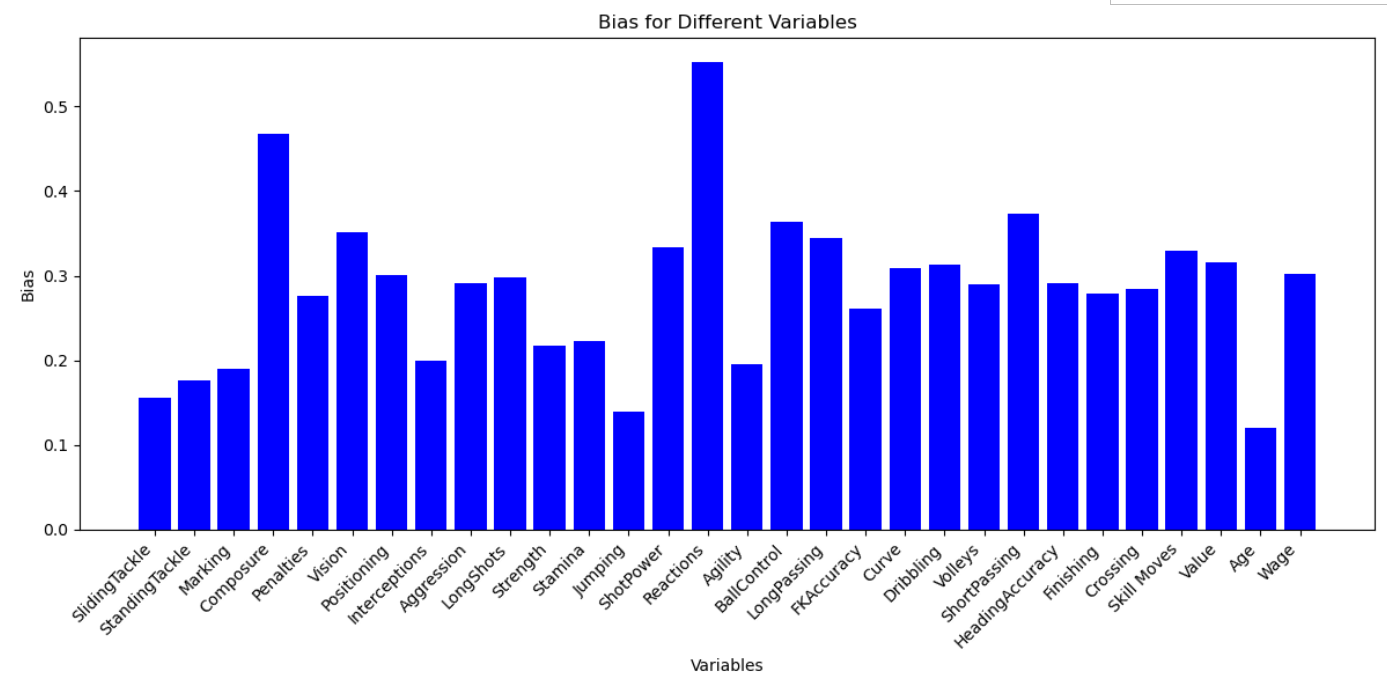 Bias for Different Variables
Bias
0.5
0.4
0.3
0.2
0.1
0.0
SlidingTackle
StandingTackle
Marking
Composure
Penalties
Vision
Positioning
Interceptions
Aggression
LongShots
Strength
Stamina
Jumping
ShotPower
Reactions
Agility
BallControl
LongPassing
FKAccuracy
Curve
Dribbling
Volleys
ShortPassing
HeadingAccuracy
Finishing
Crossing
Skill Moves
Value
Age
Wage
Variables